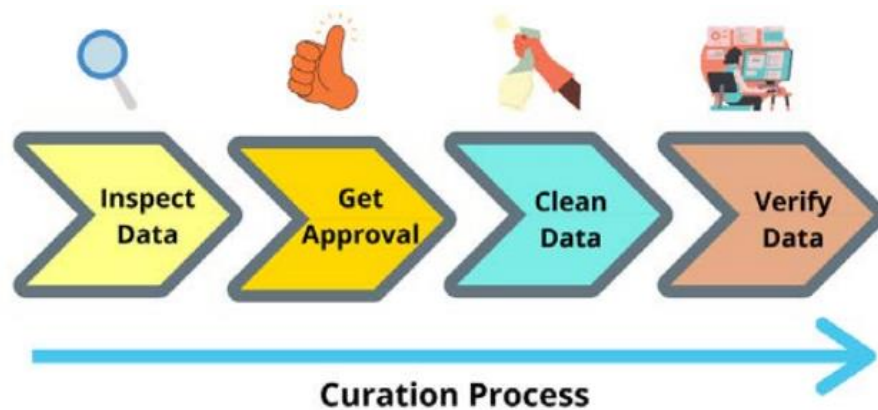 Inspect
Data
Get
Approval
Clean
Data
Verify
Data
Curation Process